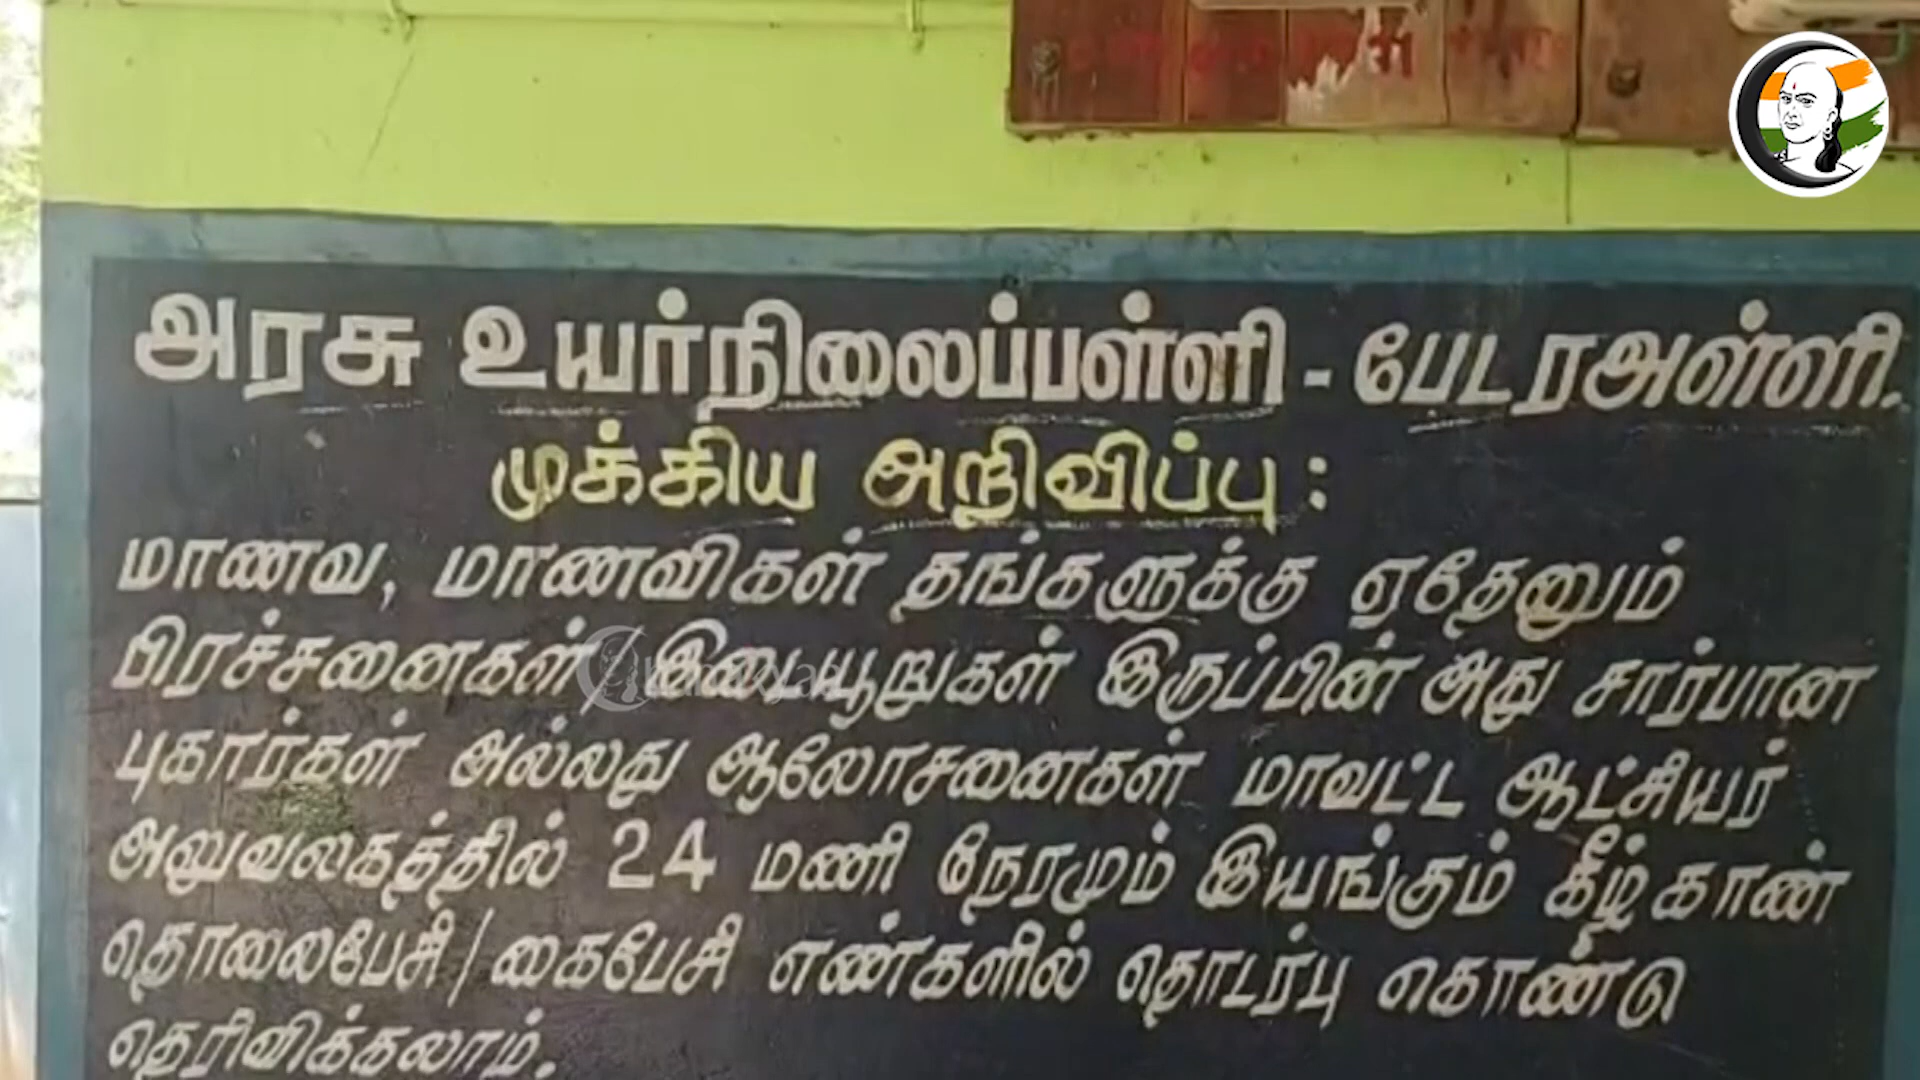 அரசு உயர்நிலைப்பள்ளி - பேடரஅள்ளி.
முக்கிய அறிவிப்பு :
மாணவ, மாணவிகள் தங்களுக்கு ஏதேனும்
பிரச்சனைகள் இடையூறுகள் இருப்பின் அது சார்பான
புகார்கள் அல்லது ஆலோசனைகள் மாவட்ட ஆட்சியர்
அலுவலகத்தில் 24 மணி நேரமும் இயங்கும் கீழ்காண்
தொலைபேசி/கைபேசி எண்களில் தொடர்பு கொண்டு
தெரிவிக்கலாம்.